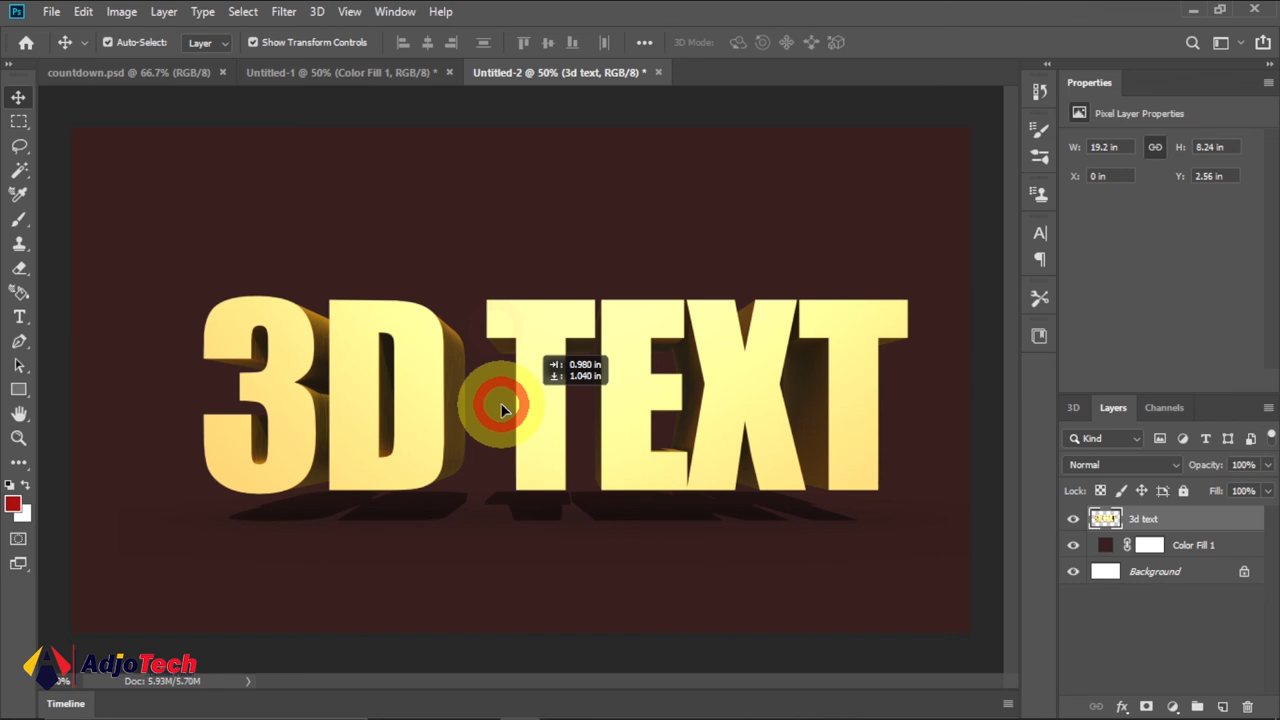 Ps File Edit Image Layer Type Select Filter 3D View Window Help
Auto-Select: Layer Show Transform Controls 3D Mode:
countdown.psd @ 66.7% (RGB/8) Untitled-1 @ 50% (Color Fill 1, RGB/8) * Untitled-2 @ 50% (3d text, RGB/8) *
Properties
Pixel Layer Properties
W: 19.2 in H: 8.24 in
X: 0 in Y: 2.56 in
3D TEXT
0.980 in
1.040 in
3D Layers Channels
Kind
Normal Opacity: 100%
Lock: Fill: 100%
3d text
Color Fill 1
Background
AdjoTech
Doc: 5.93M/5.70M
Timeline